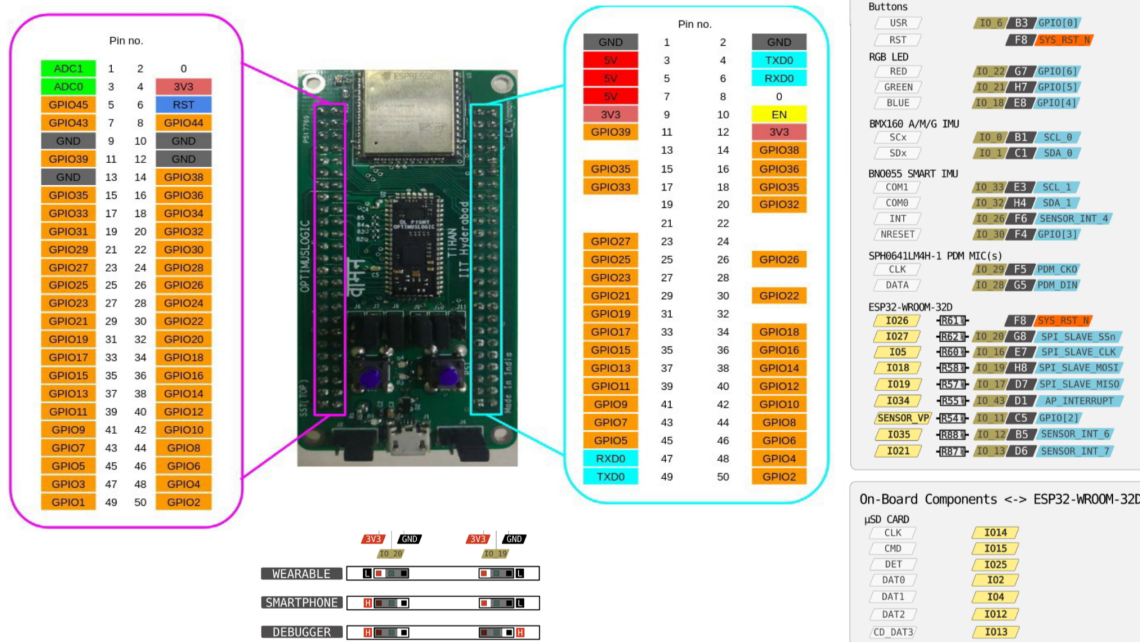 Pin no.
ADC1 1 2 0
ADC0 3 4 3V3
GPIO45 5 6 RST
GPIO43 7 8 GPIO44
GND 9 10 GND
GPIO39 11 12 GND
GND 13 14 GPIO38
GPIO35 15 16 GPIO36
GPIO33 17 18 GPIO34
GPIO31 19 20 GPIO32
GPIO29 21 22 GPIO30
GPIO27 23 24 GPIO28
GPIO25 25 26 GPIO26
GPIO23 27 28 GPIO24
GPIO21 29 30 GPIO22
GPIO19 31 32 GPIO20
GPIO17 33 34 GPIO18
GPIO15 35 36 GPIO16
GPIO13 37 38 GPIO14
GPIO11 39 40 GPIO12
GPIO9 41 42 GPIO10
GPIO7 43 44 GPIO8
GPIO5 45 46 GPIO6
GPIO3 47 48 GPIO4
GPIO1 49 50 GPIO2
OPTIMUSLOGIC
वामन
TiHAN
IIT Hyderabad
Made In India
SST(TOP)
Pin no.
GND 1 2 GND
5V 3 4 TXD0
5V 5 6 RXD0
5V 7 8 0
3V3 9 10 EN
GPIO39 11 12 3V3
13 14 GPIO38
GPIO35 15 16 GPIO36
GPIO33 17 18 GPIO35
19 20 GPIO32
21 22
GPIO27 23 24
GPIO25 25 26 GPIO26
GPIO23 27 28
GPIO21 29 30 GPIO22
GPIO19 31 32
GPIO17 33 34 GPIO18
GPIO15 35 36 GPIO16
GPIO13 37 38 GPIO14
GPIO11 39 40 GPIO12
GPIO9 41 42 GPIO10
GPIO7 43 44 GPIO8
GPIO5 45 46 GPIO6
RXD0 47 48 GPIO4
TXD0 49 50 GPIO2
3V3 GND 3V3 GND
IO_20 IO_19
WEARABLE L L
SMARTPHONE H L
DEBUGGER H H
Buttons
USR IO_6 B3 GPIO[0]
RST F8 SYS_RST_N
RGB LED
RED IO_22 G7 GPIO[6]
GREEN IO_21 H7 GPIO[5]
BLUE IO_18 E8 GPIO[4]
BMX160 A/M/G IMU
SCx IO_0 B1 SCL_0
SDx IO_1 C1 SDA_0
BNO055 SMART IMU
COM1 IO_33 E3 SCL_1
COM0 IO_32 H4 SDA_1
INT IO_26 F6 SENSOR_INT_4
NRESET IO_30 F4 GPIO[3]
SPH0641LM4H-1 PDM MIC(s)
CLK IO_29 F5 PDM_CKO
DATA IO_28 G5 PDM_DIN
ESP32-WROOM-32D
IO26 R61 F8 SYS_RST_N
IO27 R62 IO_20 G8 SPI_SLAVE_SSn
IO5 R60 IO_16 E7 SPI_SLAVE_CLK
IO18 R58 IO_19 H8 SPI_SLAVE_MOSI
IO19 R57 IO_17 D7 SPI_SLAVE_MISO
IO34 R55 IO_43 D1 AP_INTERRUPT
SENSOR_VP R54 IO_11 C5 GPIO[2]
IO35 R88 IO_12 B5 SENSOR_INT_6
IO21 R87 IO_13 D6 SENSOR_INT_7
On-Board Components <-> ESP32-WROOM-32D
µSD CARD
CLK IO14
CMD IO15
DET IO25
DAT0 IO2
DAT1 IO4
DAT2 IO12
CD_DAT3 IO13